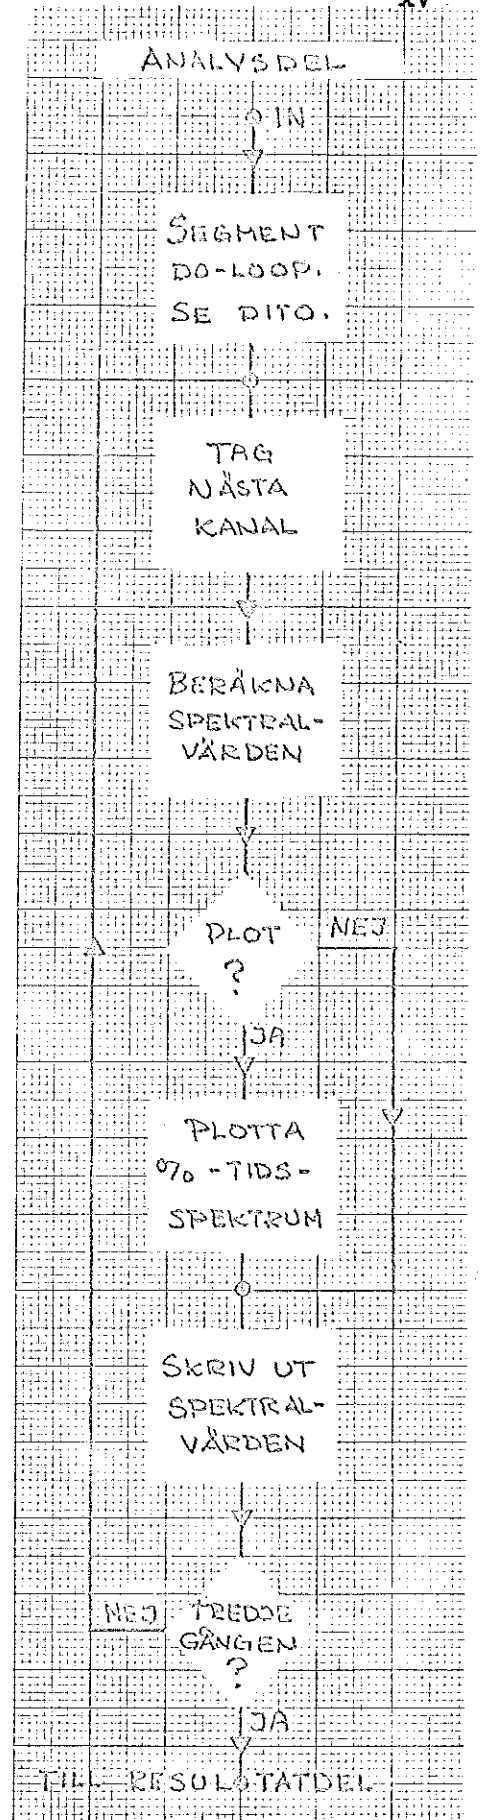 ANALYSDEL
IN
SEGMENT
DO-LOOP.
SE DITO.
TAG
NÄSTA
KANAL
BERÄKNA
SPEKTRAL-
VÄRDEN
PLOT
?
NEJ
JA
PLOTTA
%-TIDS-
SPEKTRUM
SKRIV UT
SPEKTRAL-
VÄRDEN
NEJ
TREDJE
GÅNGEN
?
JA
TILL RESULTATDEL